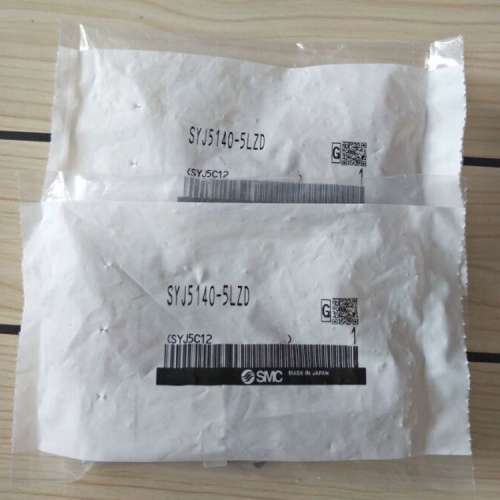 SYJ5140-5LZD
G
(SYJ5C12
1
SYJ5140-5LZD
G
(SYJ5C12 )
1
SMC MADE IN JAPAN